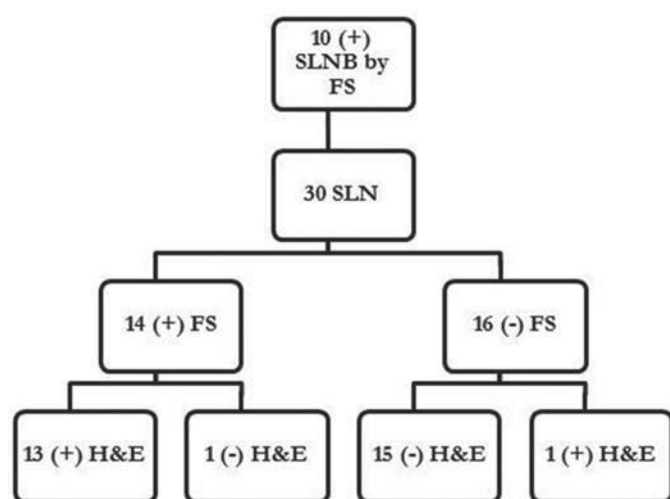 10 (+)
SLNB by
FS
30 SLN
14 (+) FS
16 (-) FS
13 (+) H&E
1 (-) H&E
15 (-) H&E
1 (+) H&E